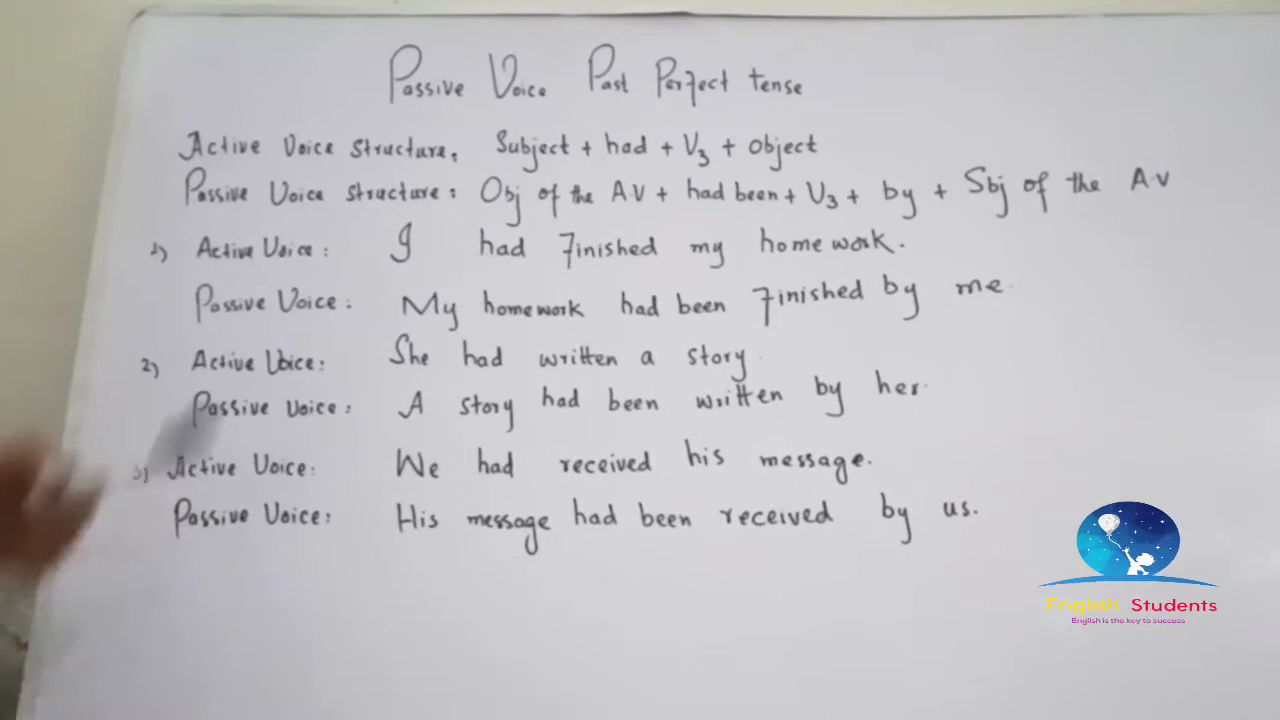 Passive Voice Past Perfect tense
Active Voice Structure: Subject + had + V3 + Object
Passive Voice Structure: Obj of the A.V + had been + V3 + by + Sbj of the A.V
1) Active Voice: I had finished my homework.
Passive Voice: My homework had been finished by me
2) Active Voice: She had written a story.
Passive Voice: A story had been written by her.
3) Active Voice: We had received his message.
Passive Voice: His message had been received by us.
English Students
English is the key to success